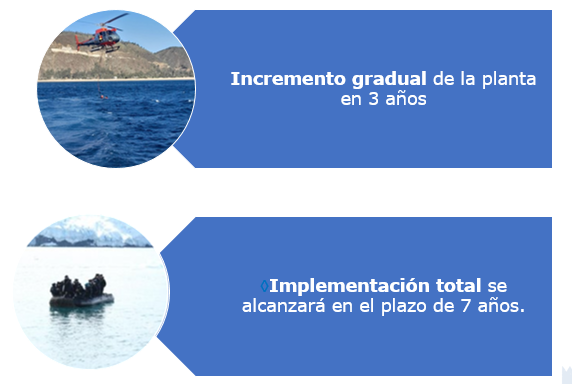 Incremento gradual de la planta
en 3 años
◊Implementación total se
alcanzará en el plazo de 7 años.